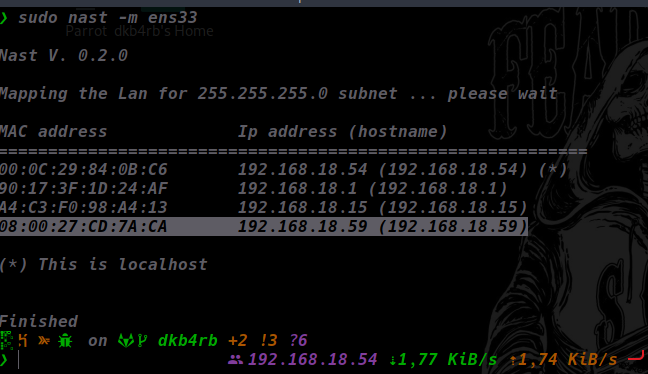 ❯ sudo nast -m ens33
Parrot dkb4rb's Home
Nast V. 0.2.0
Mapping the Lan for 255.255.255.0 subnet ... please wait
MAC address Ip address (hostname)
===========================================================
00:0C:29:84:0B:C6 192.168.18.54 (192.168.18.54) (*)
90:17:3F:1D:24:AF 192.168.18.1 (192.168.18.1)
A4:C3:F0:98:A4:13 192.168.18.15 (192.168.18.15)
08:00:27:CD:7A:CA 192.168.18.59 (192.168.18.59)
(*) This is localhost
Finished
on dkb4rb +2 !3 ?6
❯ 192.168.18.54 ⇣1,77 KiB/s ⇡1,74 KiB/s